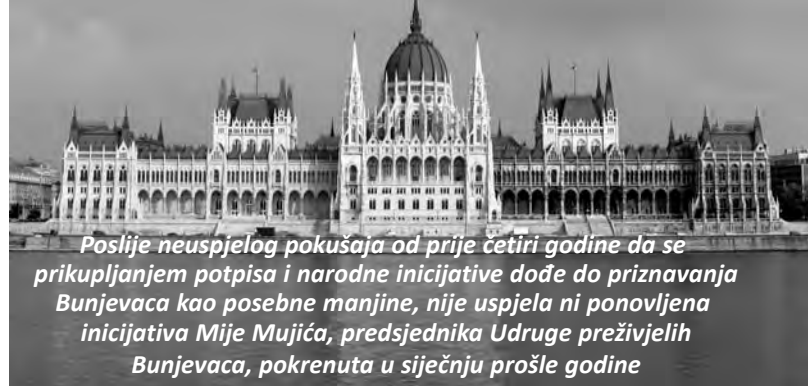 Poslije neuspjelog pokušaja od prije četiri godine da se
prikupljanjem potpisa i narodne inicijative dođe do priznavanja
Bunjevaca kao posebne manjine, nije uspjela ni ponovljena
inicijativa Mije Mujića, predsjednika Udruge preživjelih
Bunjevaca, pokrenuta u siječnju prošle godine